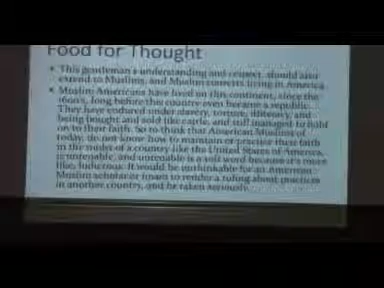 Food for Thought
• This gentleman's understanding and respect, should also
extend to Muslims, and Muslim converts living in America
• Muslim Americans have lived on this continent, since the
1600's, long before this country even became a republic.
They have endured under slavery, torture, illiteracy, and
being bought and sold like cattle, and still managed to hold
on to their faith. So to think that American Muslims of
today, do not know how to maintain or practice their faith
in the midst of a country like the United States of America,
is untenable, and untenable is a soft word because it's more
like, ludicrous. It would be unthinkable for an American
Muslim scholar or Imam to render a ruling about practices
in another country, and be taken seriously.